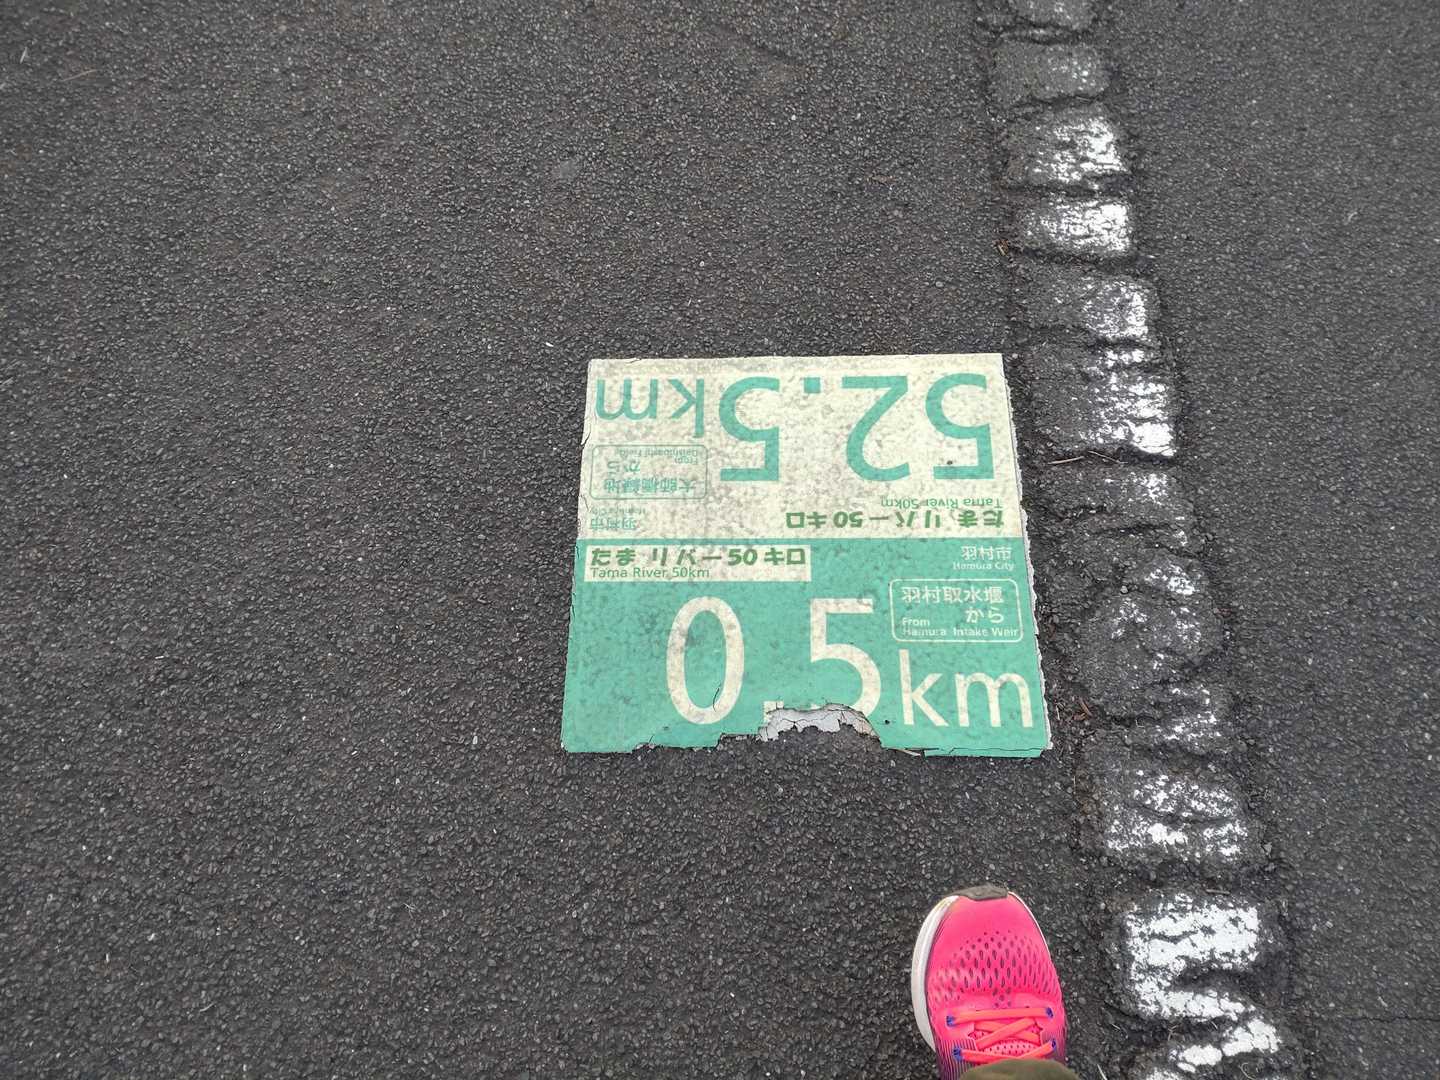 52.5km
大師橋緑地
から
From
Daishibashi Fields
羽村市
Hamura City
たまリバー50キロ
Tama River 50km
たまリバー50キロ
Tama River 50km
羽村市
Hamura City
羽村取水堰
から
From
Hamura Intake Weir
0.5km